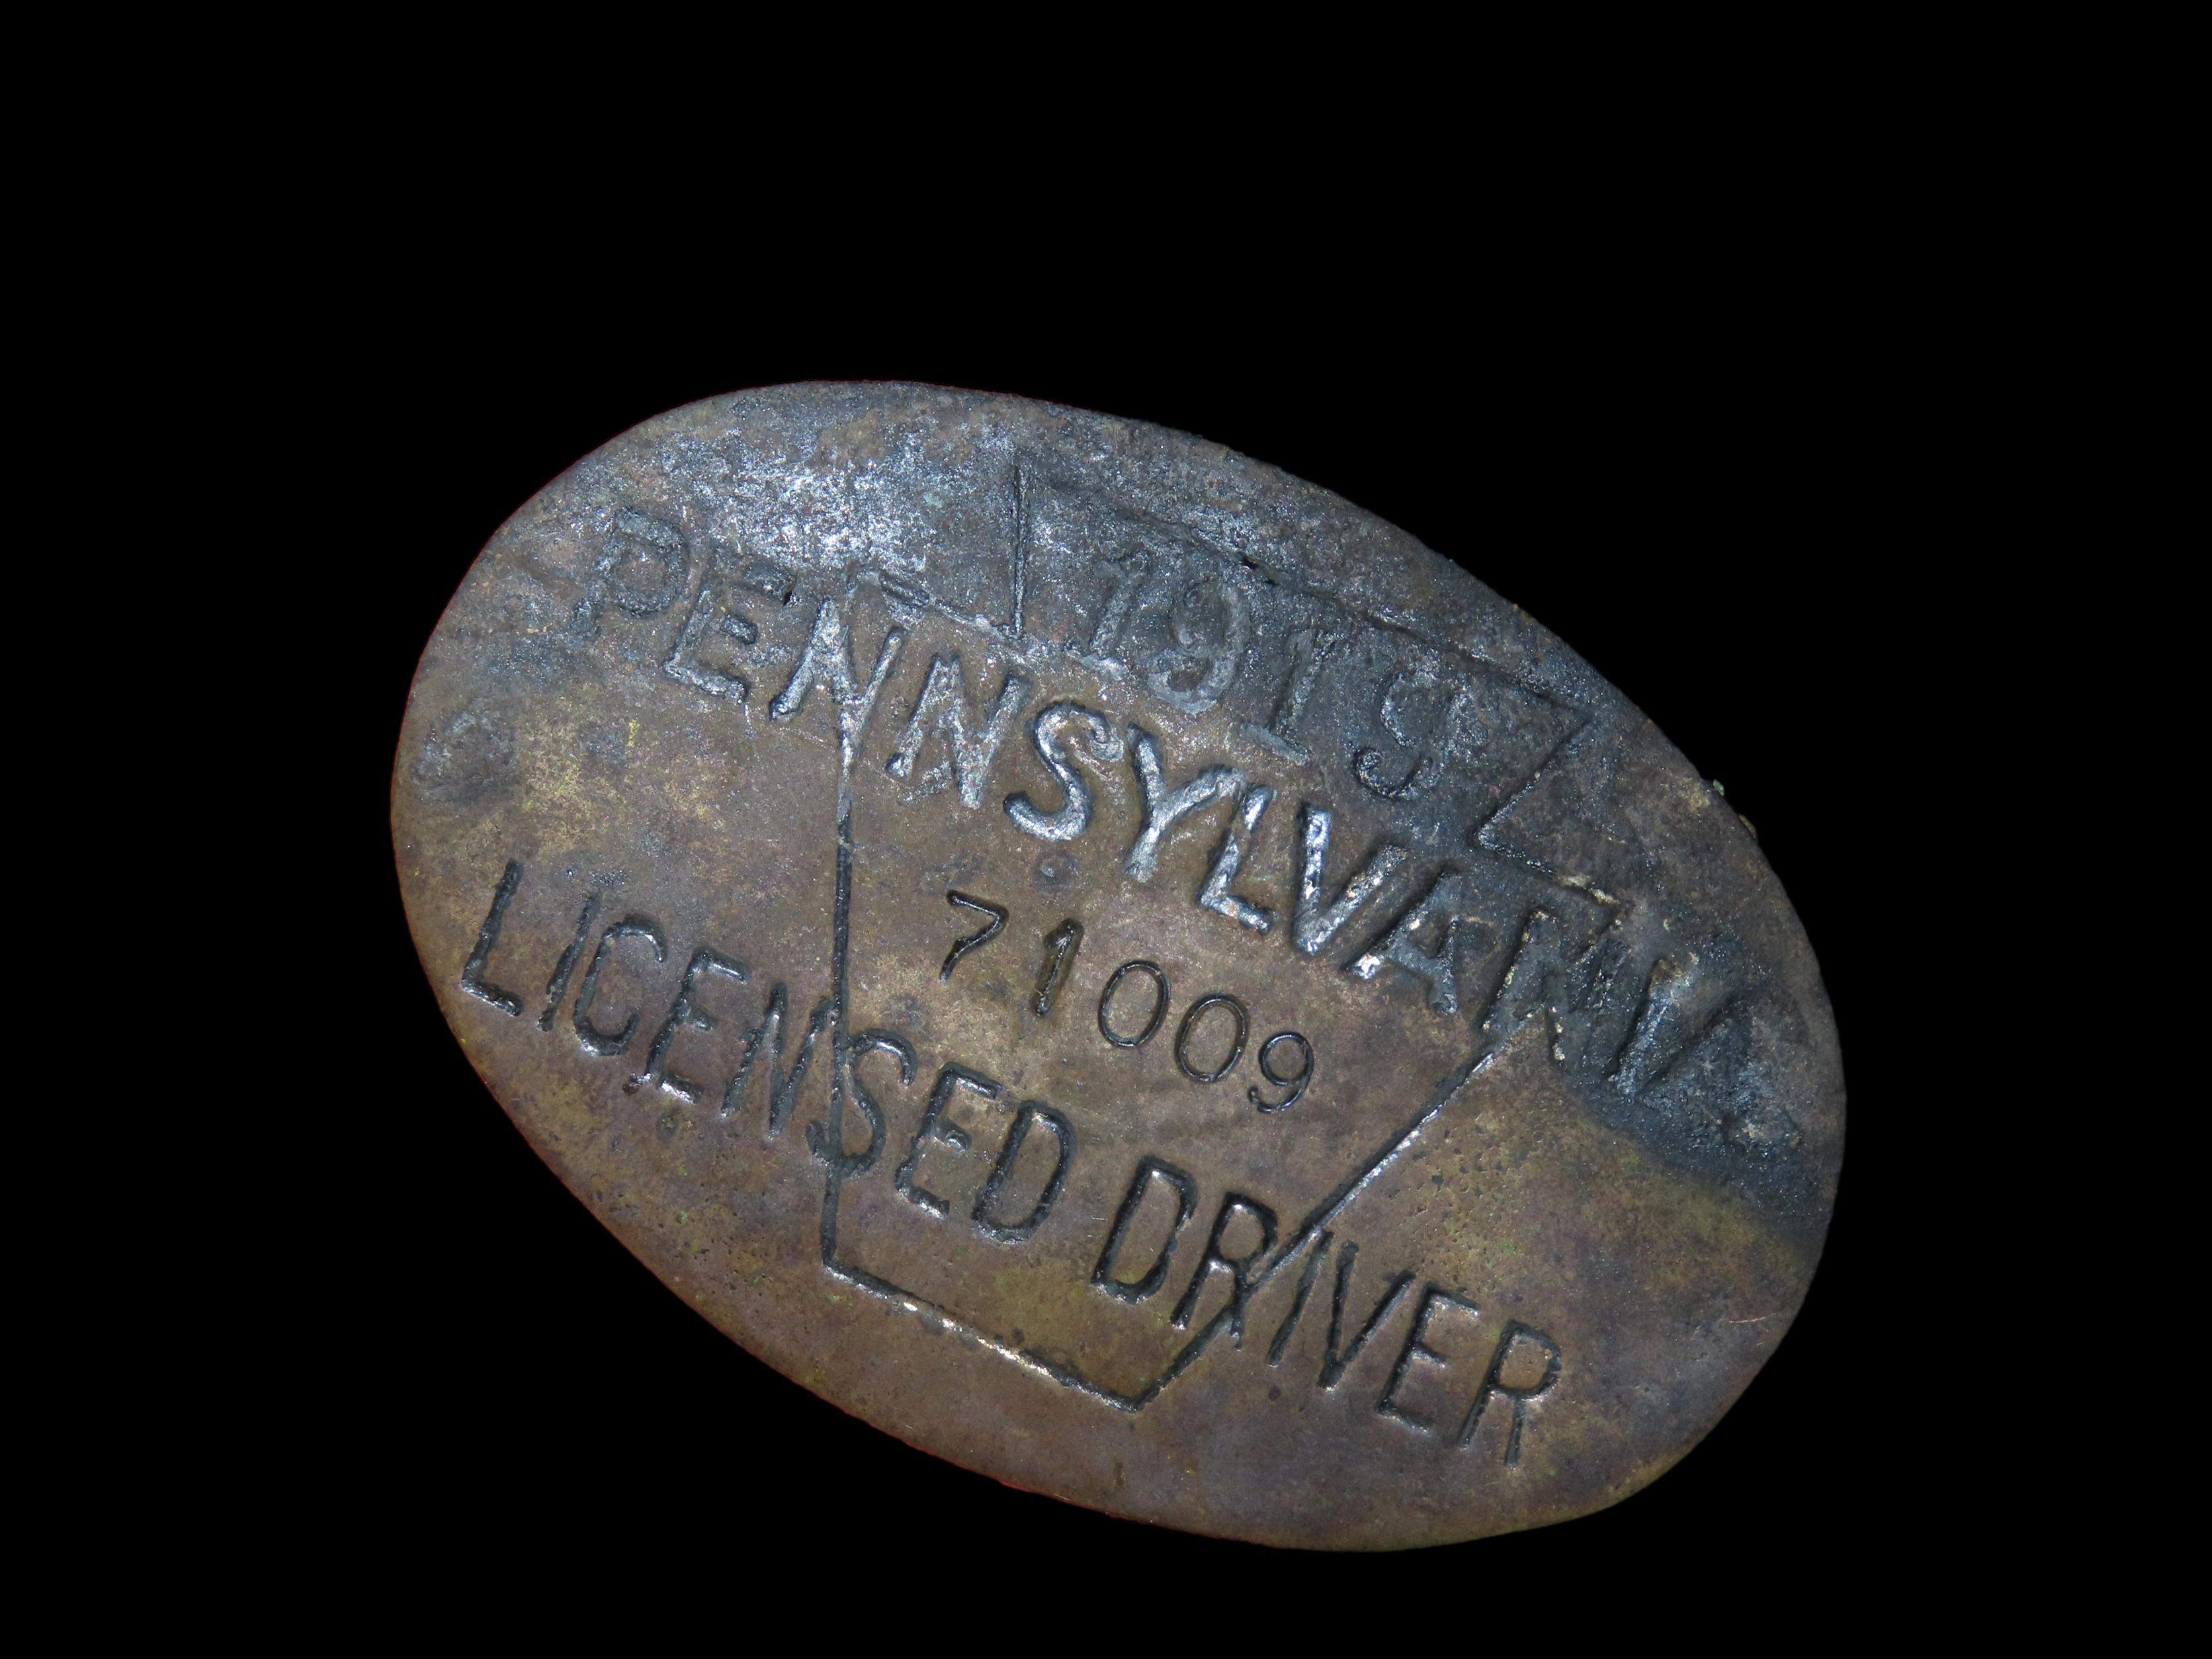 1919
PENNSYLVANIA
71009
LICENSED DRIVER